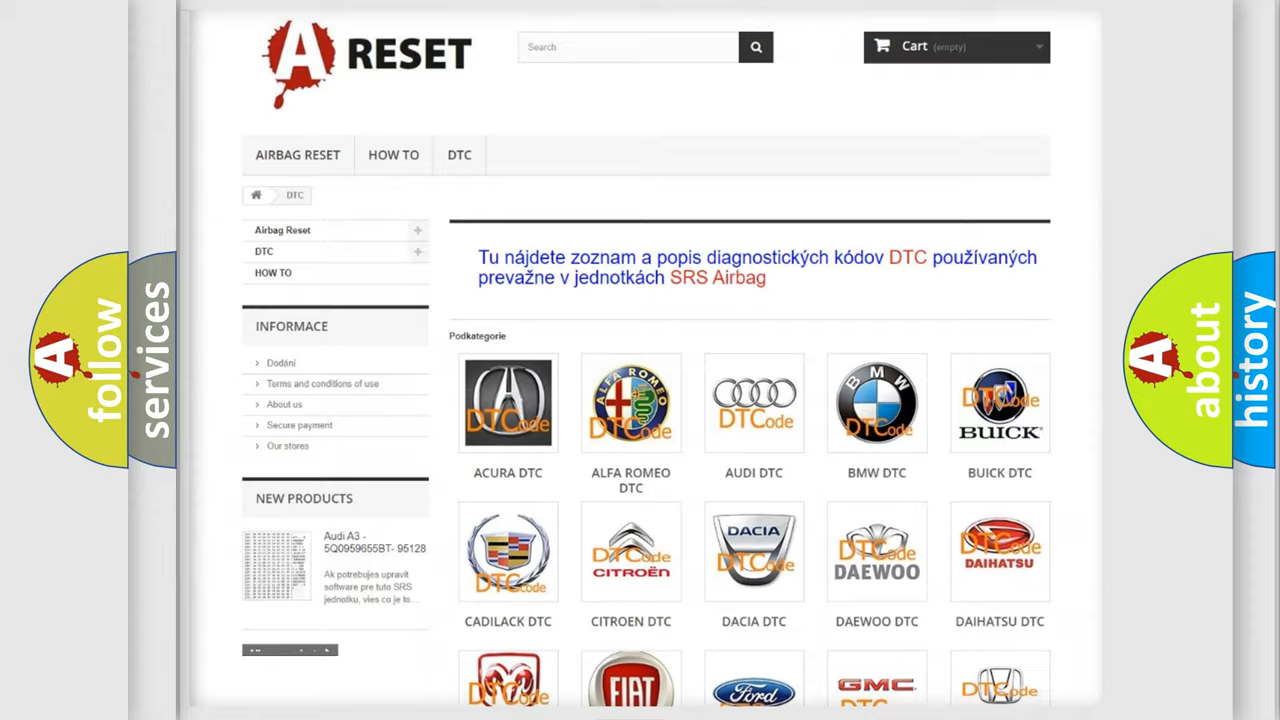 A RESET
Search
Cart (empty)
AIRBAG RESET
HOW TO
DTC
DTC
Airbag Reset
DTC
HOW TO
Tu nájdete zoznam a popis diagnostických kódov DTC používaných
prevažne v jednotkách SRS Airbag
INFORMACE
Dodání
Terms and conditions of use
About us
Secure payment
Our stores
NEW PRODUCTS
Audi A3 -
5Q0959655BT- 95128
Ak potrebujes upravit
software pre tuto SRS
jednotku, vies co je to...
Podkategorie
DTCode
ACURA DTC
ALFA ROMEO
DTCode
ALFA ROMEO
DTC
DTCode
AUDI DTC
BMW
DTCode
BMW DTC
DTCode
BUICK
BUICK DTC
DTCode
CADILACK DTC
DTCode
CITROËN
CITROEN DTC
DACIA
DTCode
DACIA DTC
DTCode
DAEWOO
DAEWOO DTC
DTCode
DAIHATSU
DAIHATSU DTC
DTCode
FIAT
Ford
GMC
DTCode
A follow
services
A about
history